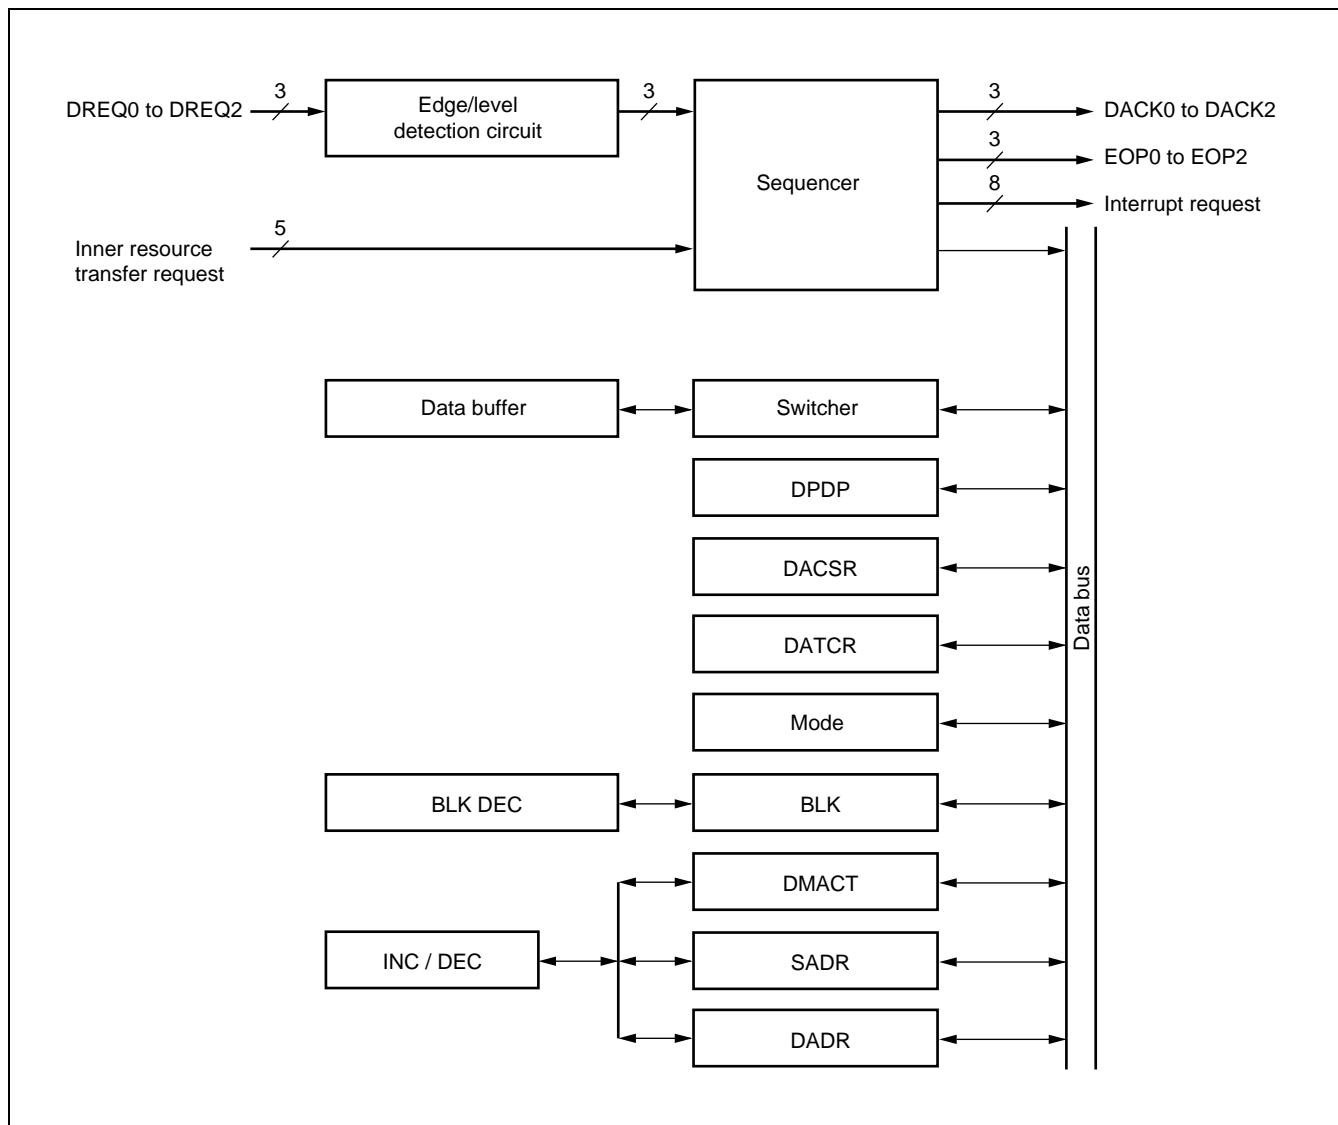 3
3
3
DREQ0 to DREQ2
Edge/level
detection circuit
DACK0 to DACK2
3
EOP0 to EOP2
Sequencer
8
Interrupt request
5
Inner resource
transfer request
Data buffer
Switcher
DPDP
DACSR
Data bus
DATCR
Mode
BLK DEC
BLK
DMACT
INC / DEC
SADR
DADR